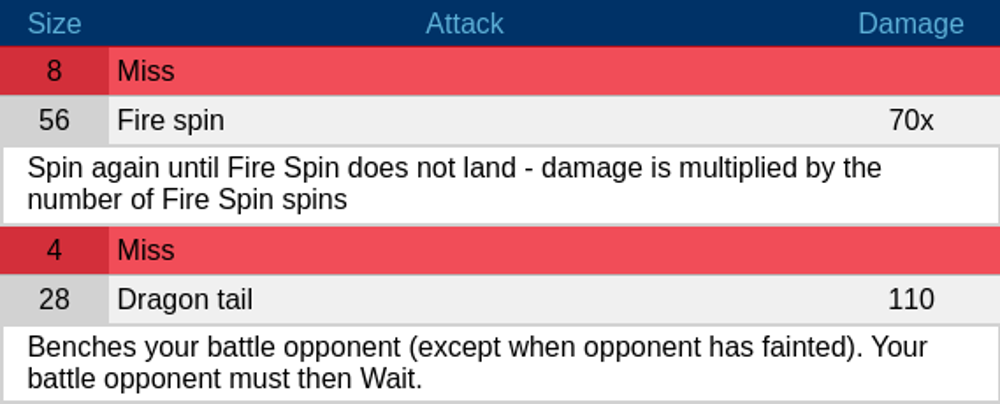 Size Attack Damage
8 Miss
56 Fire spin 70x
Spin again until Fire Spin does not land - damage is multiplied by the
number of Fire Spin spins
4 Miss
28 Dragon tail 110
Benches your battle opponent (except when opponent has fainted). Your
battle opponent must then Wait.